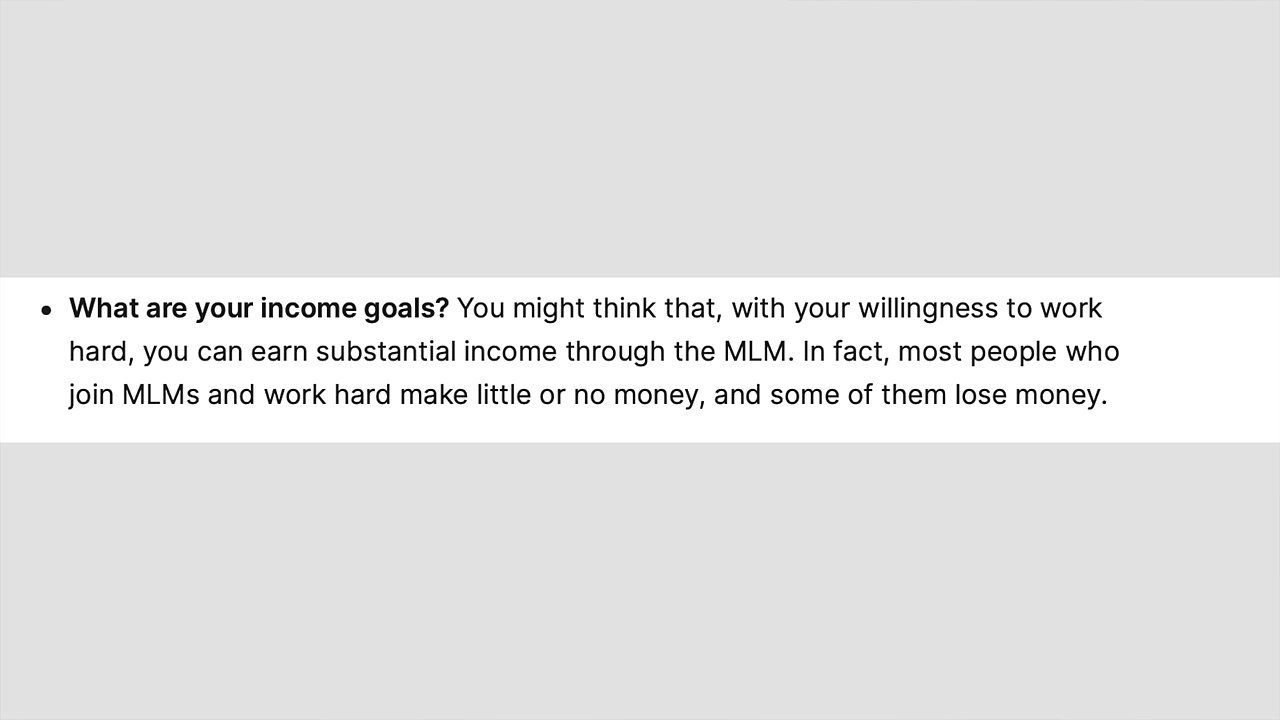 • What are your income goals? You might think that, with your willingness to work
hard, you can earn substantial income through the MLM. In fact, most people who
join MLMs and work hard make little or no money, and some of them lose money.